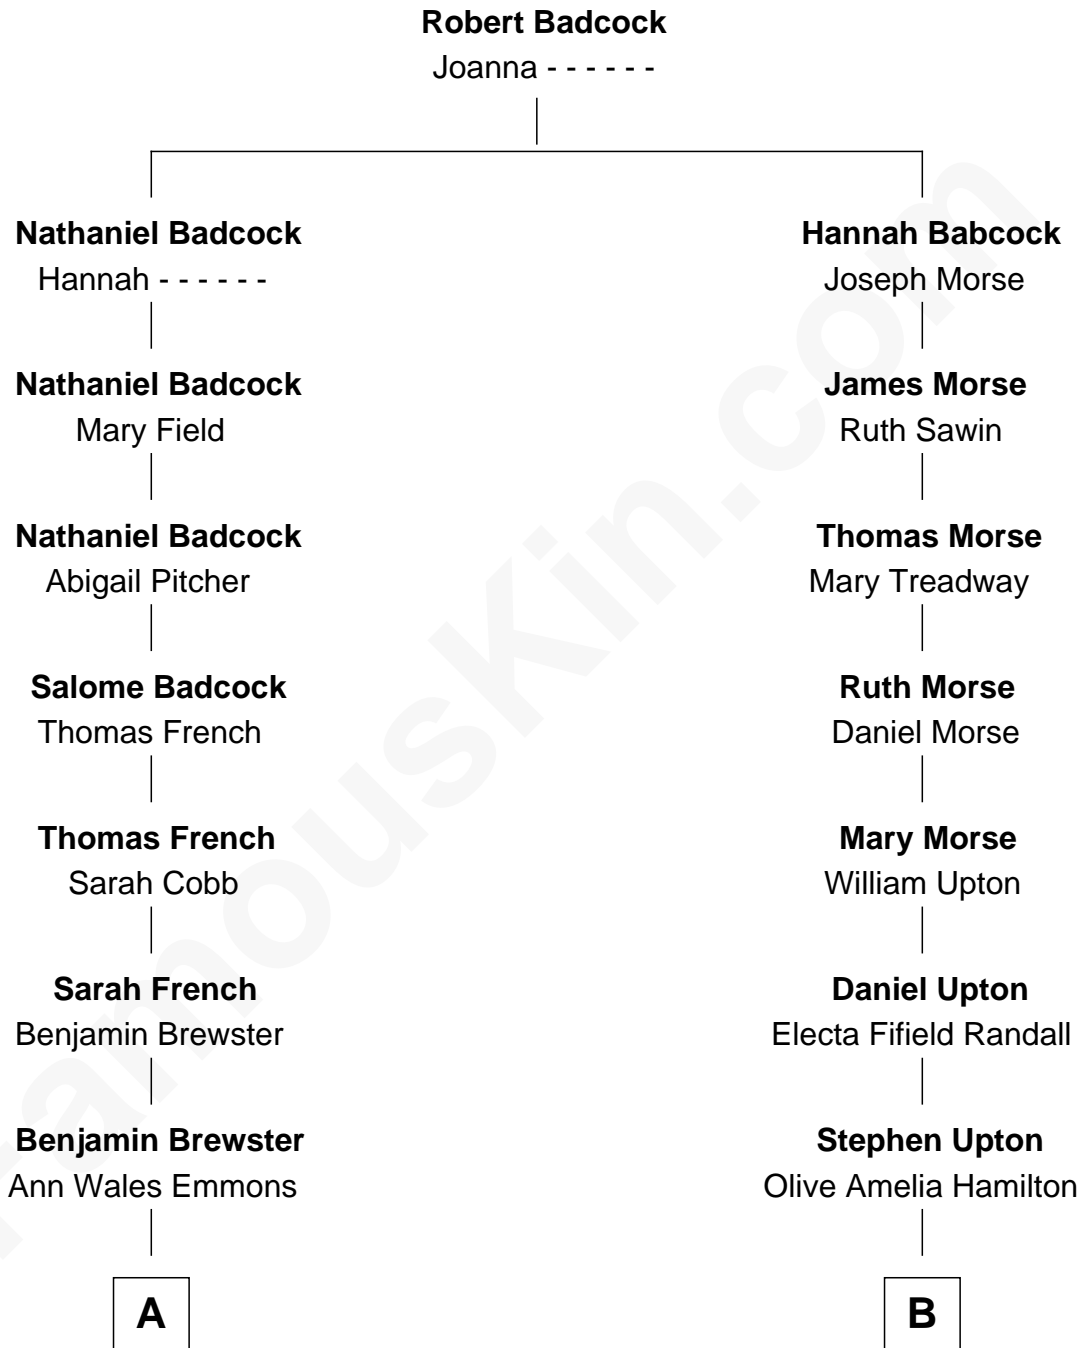 Robert Badcock
Joanna - - - - - -
Nathaniel Badcock
Hannah - - - - - -
Hannah Babcock
Joseph Morse
Nathaniel Badcock
Mary Field
James Morse
Ruth Sawin
Nathaniel Badcock
Abigail Pitcher
Thomas Morse
Mary Treadway
Salome Badcock
Thomas French
Ruth Morse
Daniel Morse
Thomas French
Sarah Cobb
Mary Morse
William Upton
Sarah French
Benjamin Brewster
Daniel Upton
Electa Fifield Randall
Benjamin Brewster
Ann Wales Emmons
Stephen Upton
Olive Amelia Hamilton
A
B
FamousKin.com